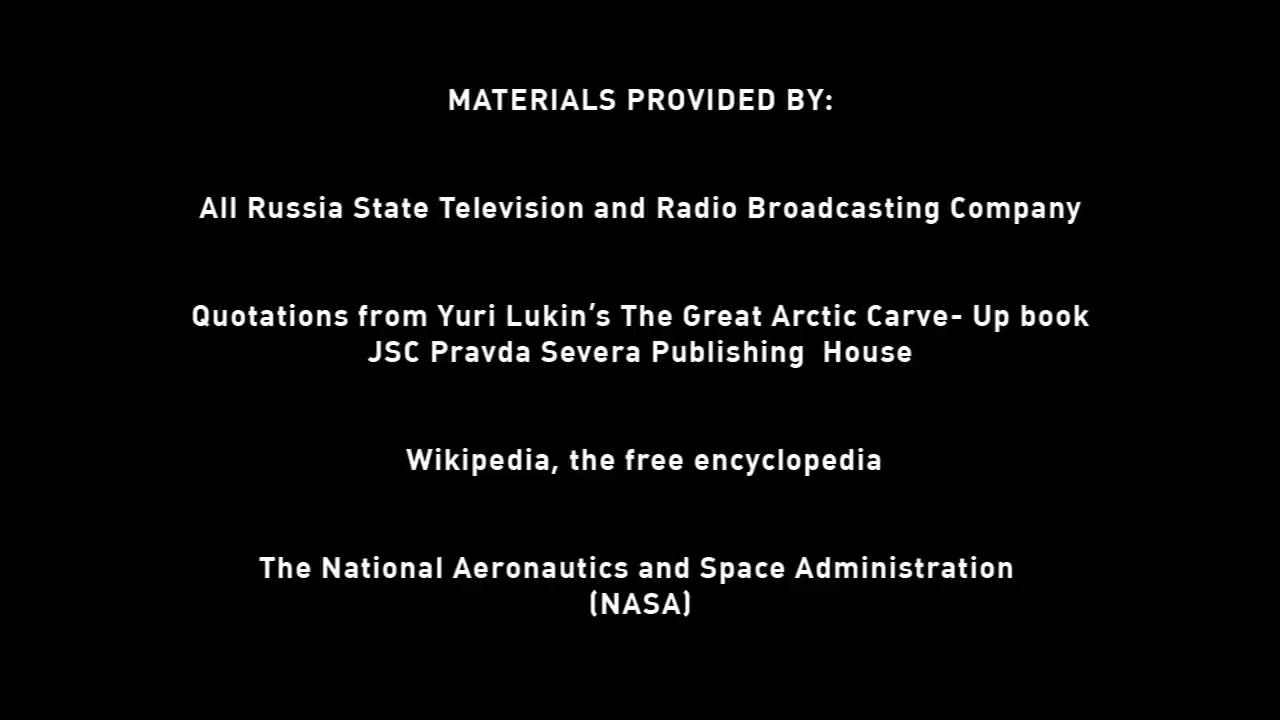 MATERIALS PROVIDED BY:
All Russia State Television and Radio Broadcasting Company
Quotations from Yuri Lukin’s The Great Arctic Carve- Up book
JSC Pravda Severa Publishing  House
Wikipedia, the free encyclopedia
The National Aeronautics and Space Administration
(NASA)